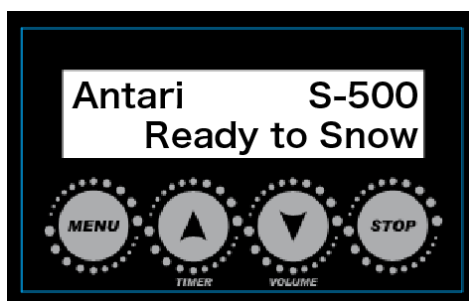 Antari S-500
Ready to Snow
MENU
STOP
TIMER
VOLUME